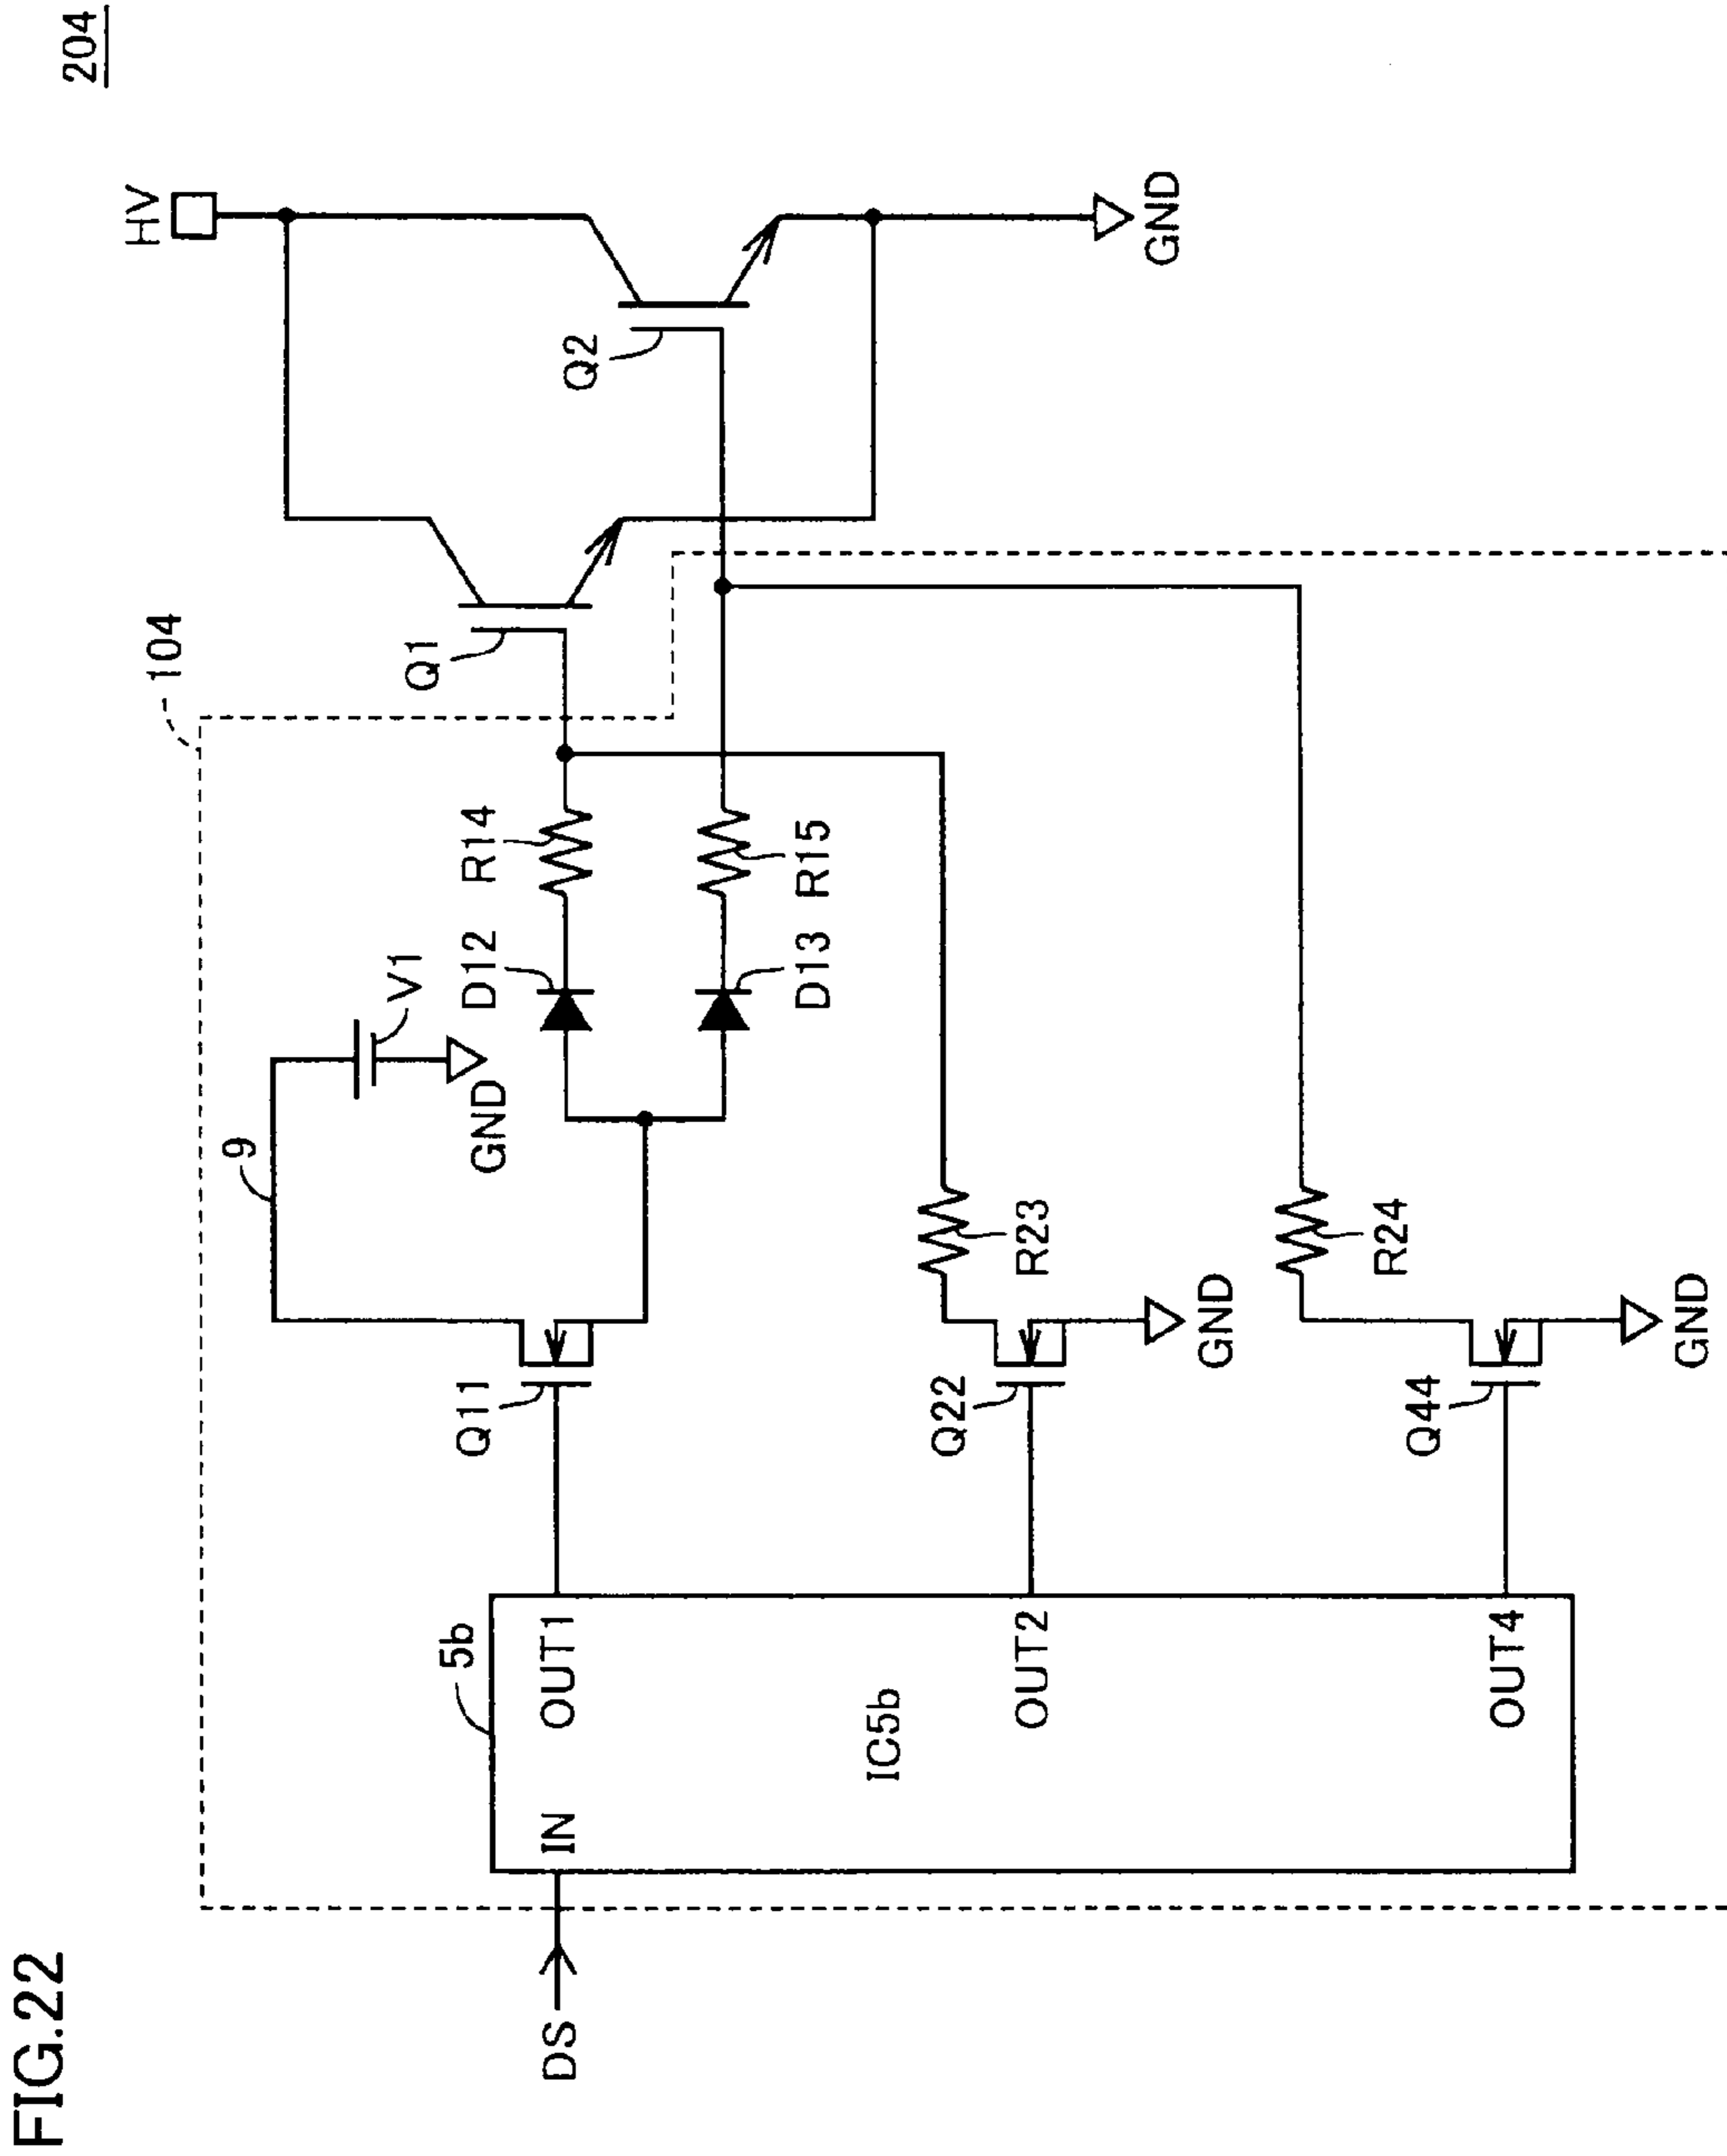 FIG.22
204
104
HV
9
V1
GND
5b
Q11
D12
R14
Q1
Q2
DS
IN
OUT1
D13
R15
GND
IC5b
Q22
R23
OUT2
GND
Q44
R24
OUT4
GND